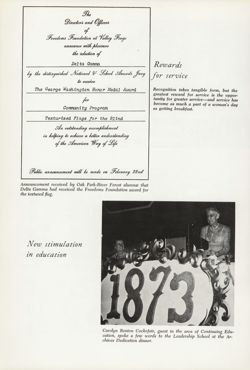 The
Directors and Officers
of
Freedoms Foundation at Valley Forge
announce with pleasure
the selection of
Delta Gamma
by the distinguished National & School Awards Jury
to receive
The George Washington Honor Medal Award
for
Community Program
Texturized Flags for the Blind
An outstanding accomplishment
in helping to achieve a better understanding
of the American Way of Life
Public announcement will be made on February 22nd
Announcement received by Oak Park-River Forest alumnae that
Delta Gamma had received the Freedoms Foundation award for
the textured flag.
Rewards
for service
Recognition takes tangible form, but the
greatest reward for service is the oppor-
tunity for greater service—and service has
become as much a part of a woman's day
as getting breakfast.
New stimulation
in education
1873
Carolyn Benton Cockefair, guest in the area of Continuing Edu-
cation, spoke a few words to the Leadership School at the Ar-
chives Dedication dinner.